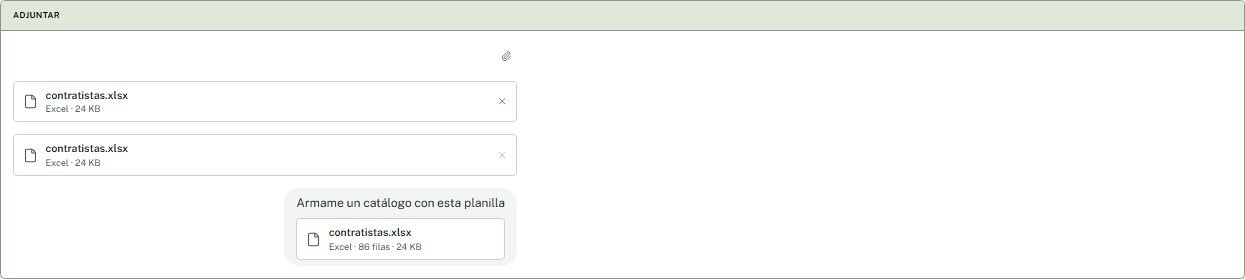 ADJUNTAR
contratistas.xlsx
Excel · 24 KB
contratistas.xlsx
Excel · 24 KB
Armame un catálogo con esta planilla
contratistas.xlsx
Excel · 86 filas · 24 KB